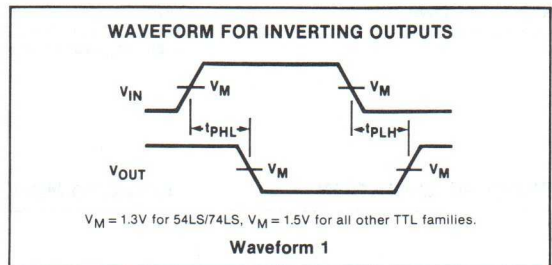 WAVEFORM FOR INVERTING OUTPUTS
VIN
VM
VM
tPHL
tPLH
VOUT
VM
VM
VM = 1.3V for 54LS/74LS, VM = 1.5V for all other TTL families.
Waveform 1